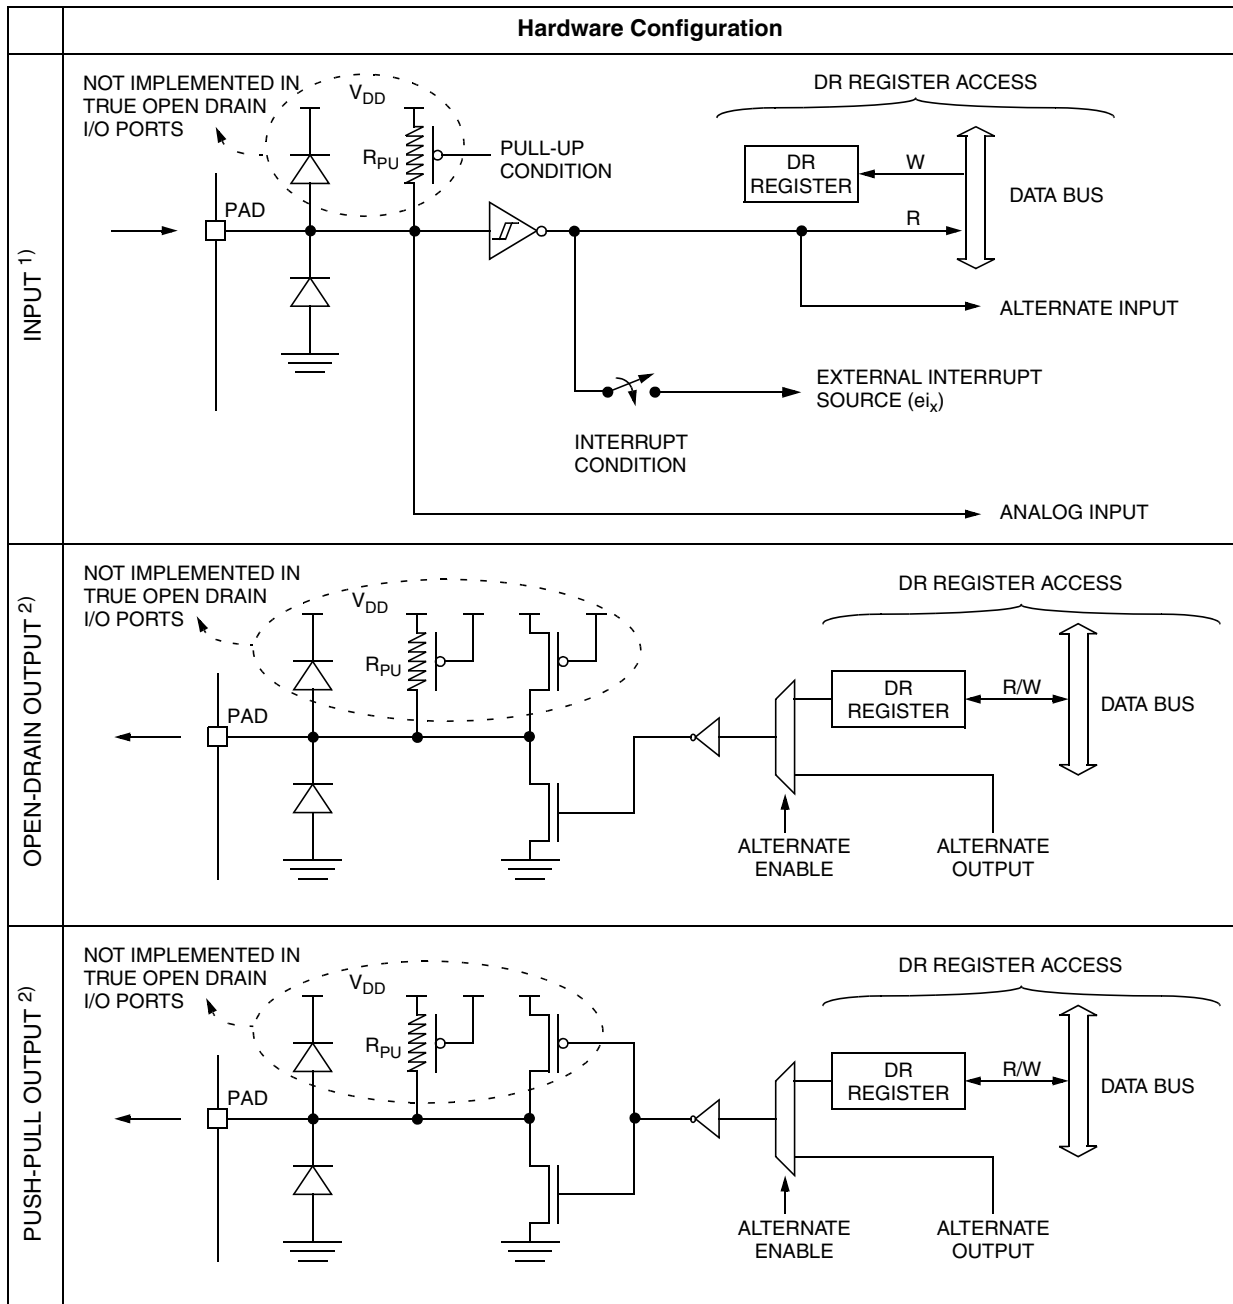 Hardware Configuration
INPUT 1)
NOT IMPLEMENTED IN
TRUE OPEN DRAIN
I/O PORTS
VDD
RPU
PULL-UP
CONDITION
PAD
DR REGISTER ACCESS
DR
REGISTER
W
R
DATA BUS
ALTERNATE INPUT
EXTERNAL INTERRUPT
SOURCE (eix)
INTERRUPT
CONDITION
ANALOG INPUT
OPEN-DRAIN OUTPUT 2)
NOT IMPLEMENTED IN
TRUE OPEN DRAIN
I/O PORTS
VDD
RPU
PAD
DR REGISTER ACCESS
DR
REGISTER
R/W
DATA BUS
ALTERNATE
ENABLE
ALTERNATE
OUTPUT
PUSH-PULL OUTPUT 2)
NOT IMPLEMENTED IN
TRUE OPEN DRAIN
I/O PORTS
VDD
RPU
PAD
DR REGISTER ACCESS
DR
REGISTER
R/W
DATA BUS
ALTERNATE
ENABLE
ALTERNATE
OUTPUT